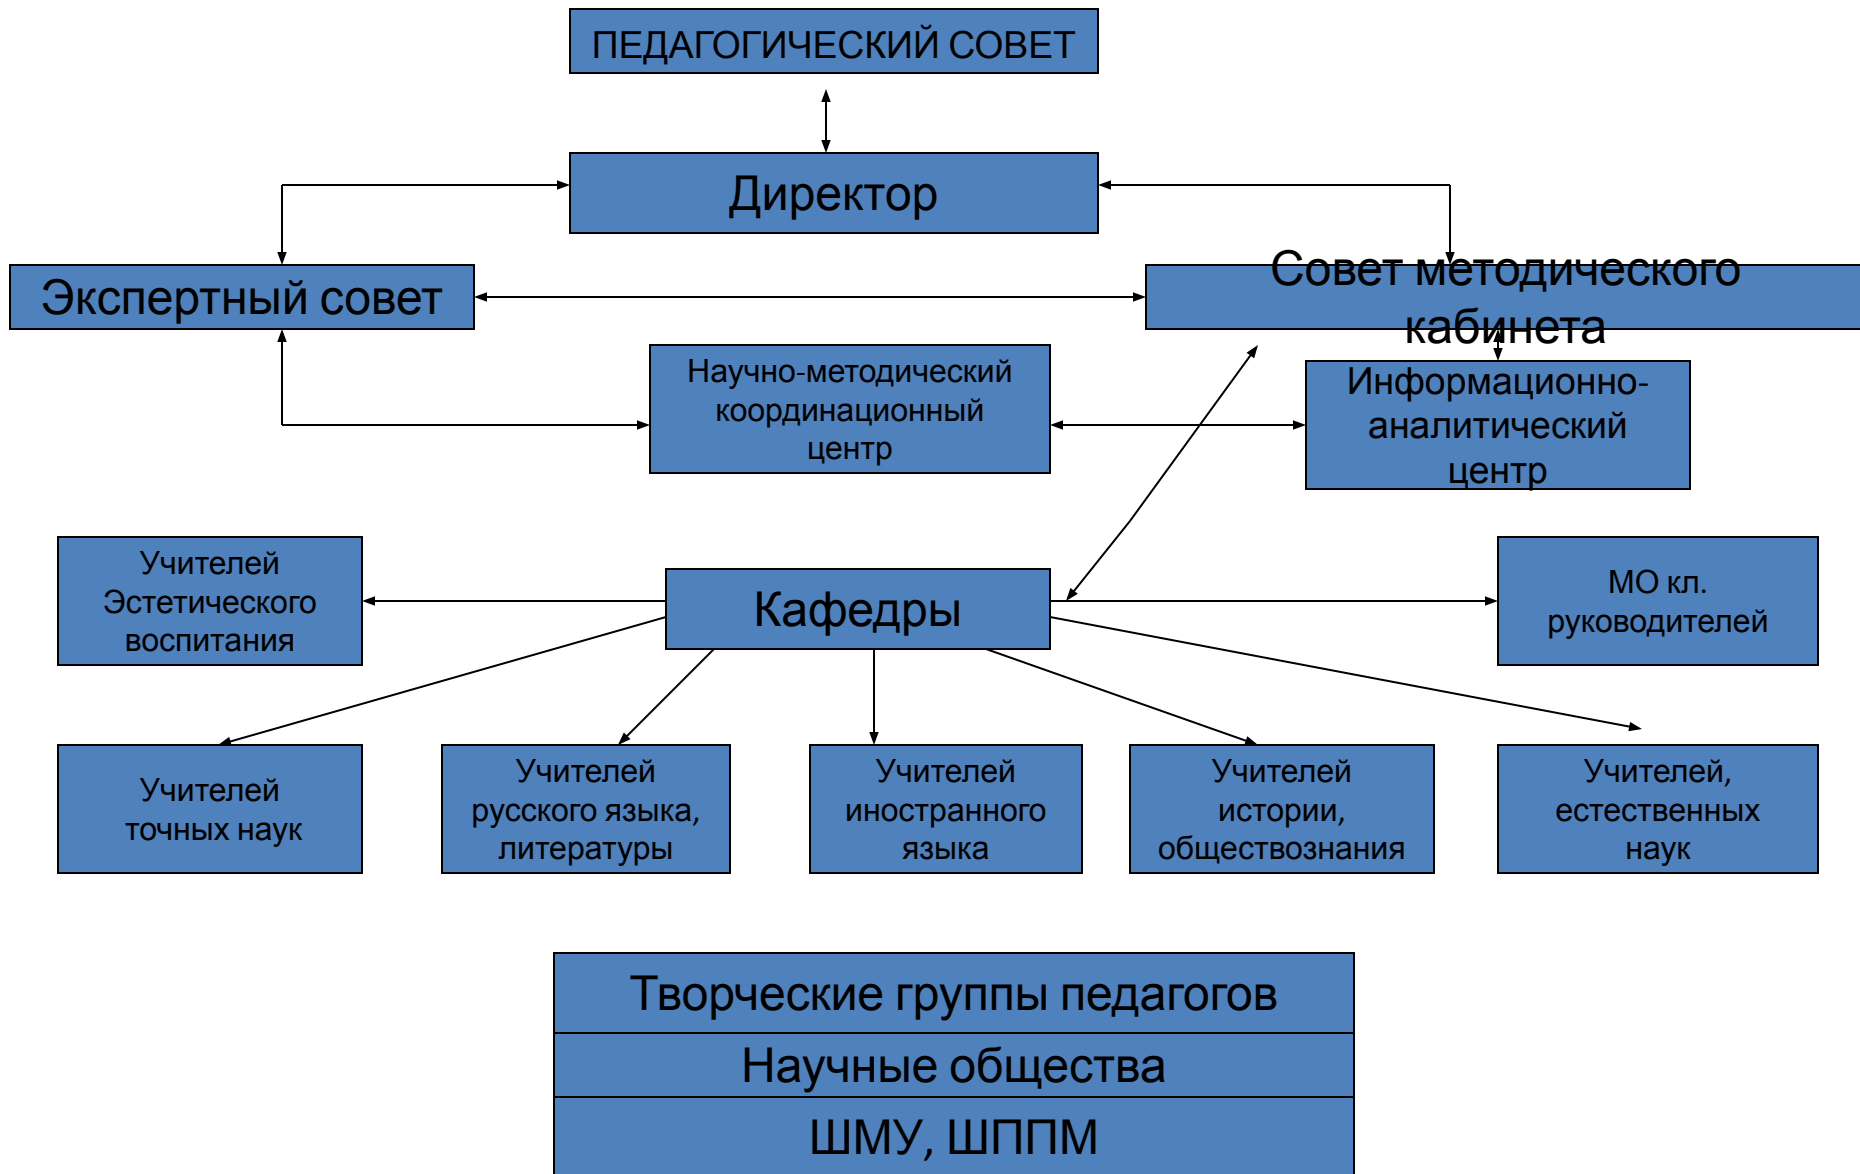 ПЕДАГОГИЧЕСКИЙ СОВЕТ
Директор
Экспертный совет
Совет методического
кабинета
Научно-методический
координационный
центр
Информационно-
аналитический
центр
Учителей
Эстетического
воспитания
Кафедры
МО кл.
руководителей
Учителей
точных наук
Учителей
русского языка,
литературы
Учителей
иностранного
языка
Учителей
истории,
обществознания
Учителей,
естественных
наук
Творческие группы педагогов
Научные общества
ШМУ, ШППМ